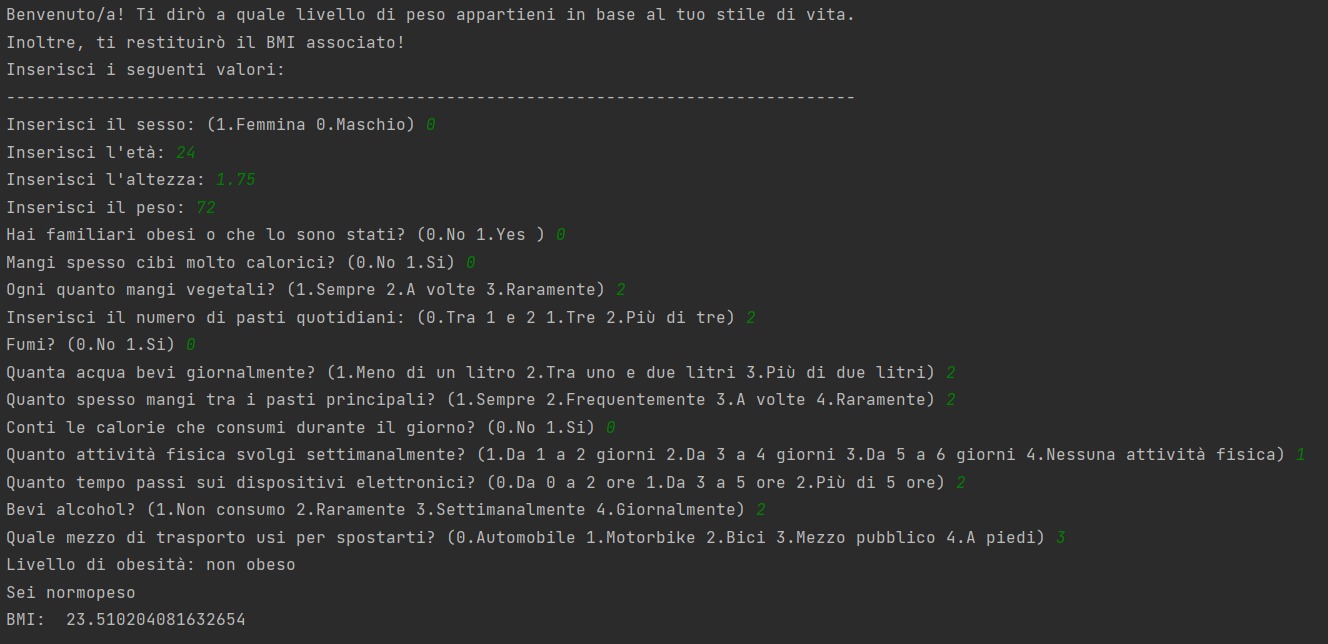 Benvenuto/a! Ti dirò a quale livello di peso appartieni in base al tuo stile di vita.
Inoltre, ti restituirò il BMI associato!
Inserisci i seguenti valori:
-------------------------------------------------------------------------------------
Inserisci il sesso: (1.Femmina 0.Maschio) 0
Inserisci l'età: 24
Inserisci l'altezza: 1.75
Inserisci il peso: 72
Hai familiari obesi o che lo sono stati? (0.No 1.Yes ) 0
Mangi spesso cibi molto calorici? (0.No 1.Si) 0
Ogni quanto mangi vegetali? (1.Sempre 2.A volte 3.Raramente) 2
Inserisci il numero di pasti quotidiani: (0.Tra 1 e 2 1.Tre 2.Più di tre) 2
Fumi? (0.No 1.Si) 0
Quanta acqua bevi giornalmente? (1.Meno di un litro 2.Tra uno e due litri 3.Più di due litri) 2
Quanto spesso mangi tra i pasti principali? (1.Sempre 2.Frequentemente 3.A volte 4.Raramente) 2
Conti le calorie che consumi durante il giorno? (0.No 1.Si) 0
Quanto attività fisica svolgi settimanalmente? (1.Da 1 a 2 giorni 2.Da 3 a 4 giorni 3.Da 5 a 6 giorni 4.Nessuna attività fisica) 1
Quanto tempo passi sui dispositivi elettronici? (0.Da 0 a 2 ore 1.Da 3 a 5 ore 2.Più di 5 ore) 2
Bevi alcohol? (1.Non consumo 2.Raramente 3.Settimanalmente 4.Giornalmente) 2
Quale mezzo di trasporto usi per spostarti? (0.Automobile 1.Motorbike 2.Bici 3.Mezzo pubblico 4.A piedi) 3
Livello di obesità: non obeso
Sei normopeso
BMI:  23.510204081632654